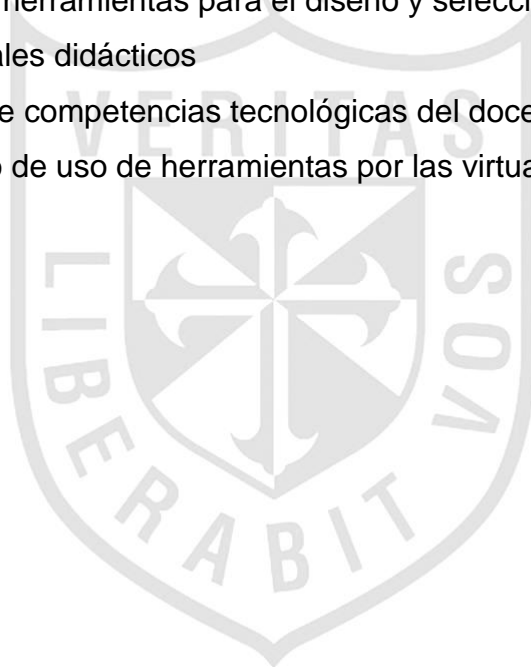 herramientas para el diseño y selecci
ales didácticos
e competencias tecnológicas del doce
o de uso de herramientas por las virtua
VERITAS
LIBERABIT
VOS